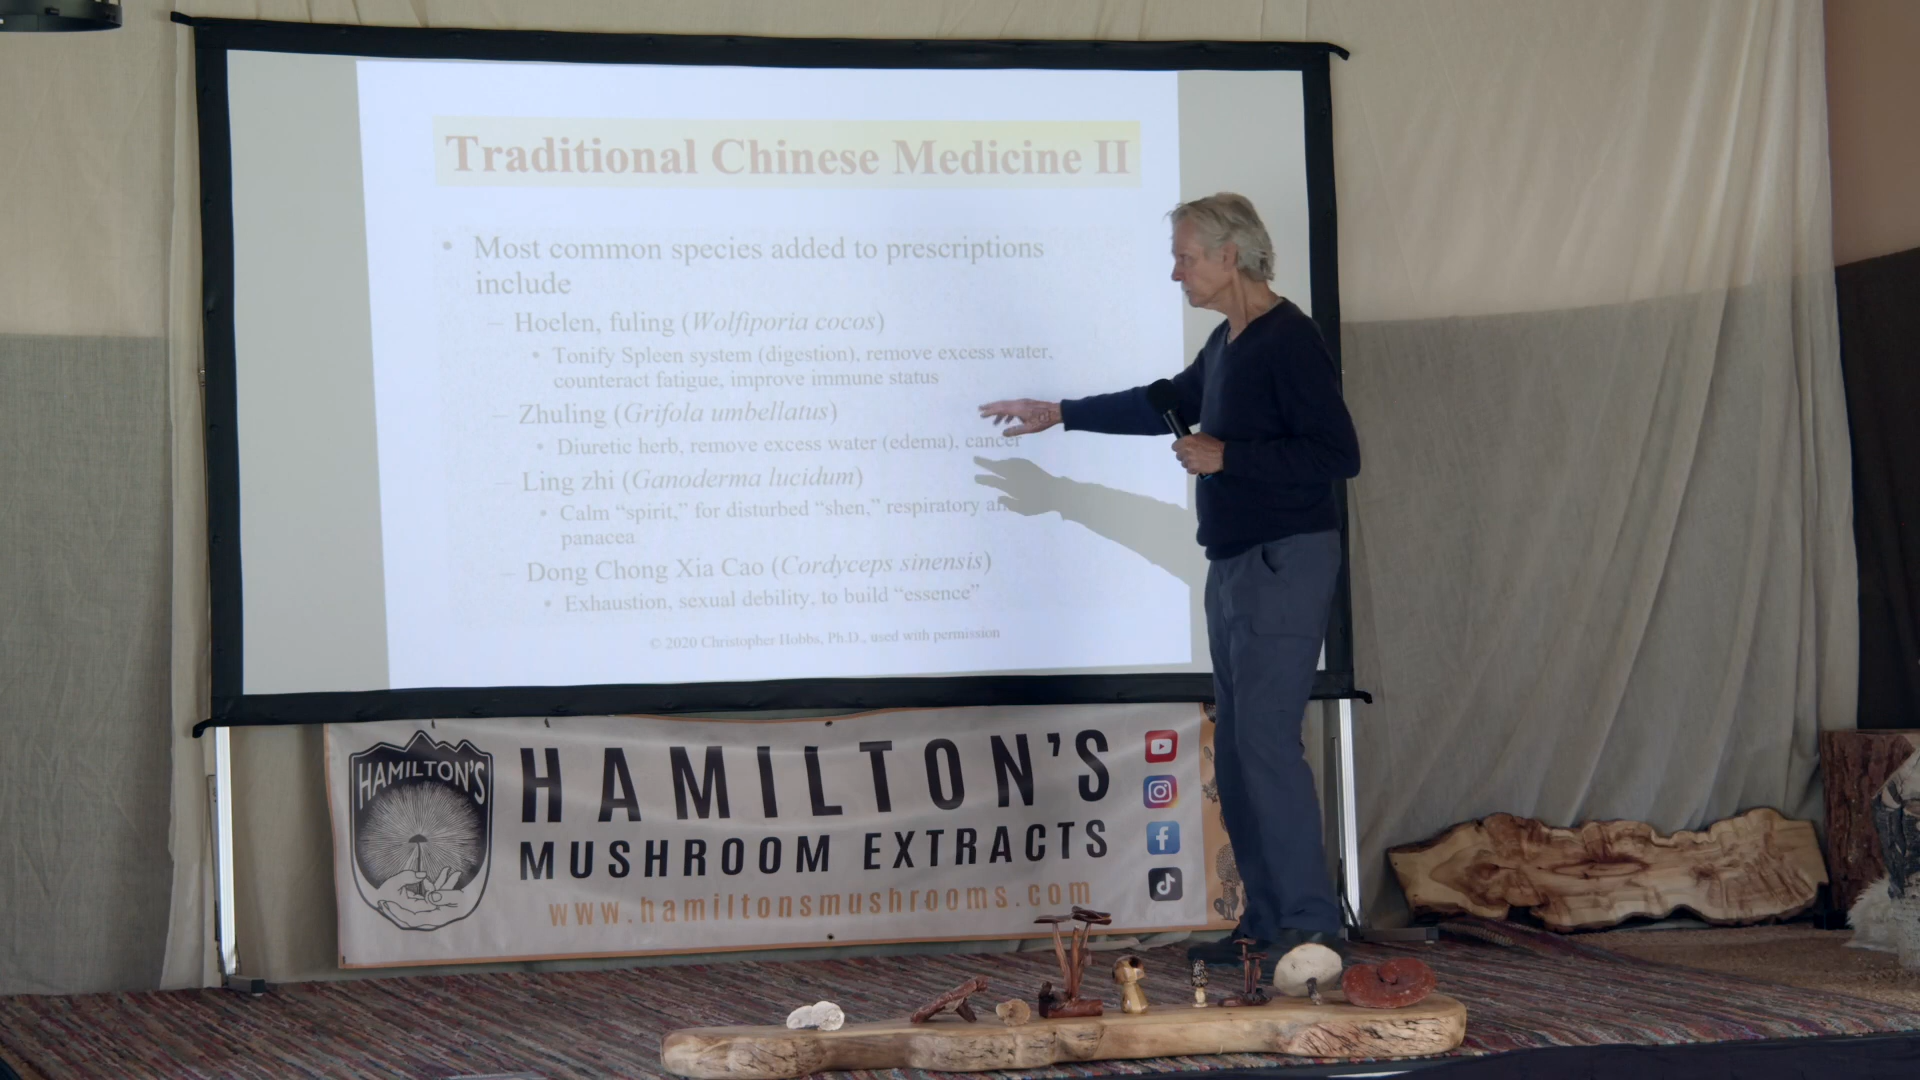 Traditional Chinese Medicine II
• Most common species added to prescriptions
include
– Hoelen, fuling (Wolfiporia cocos)
• Tonify Spleen system (digestion), remove excess water,
counteract fatigue, improve immune status
– Zhuling (Grifola umbellatus)
• Diuretic herb, remove excess water (edema), cancer
– Ling zhi (Ganoderma lucidum)
• Calm “spirit,” for disturbed “shen,” respiratory
panacea
– Dong Chong Xia Cao (Cordyceps sinensis)
• Exhaustion, sexual debility, to build “essence”
© 2020 Christopher Hobbs, Ph.D., used with permission
HAMILTON'S
HAMILTON'S
MUSHROOM EXTRACTS
www.hamiltonsmushrooms.com